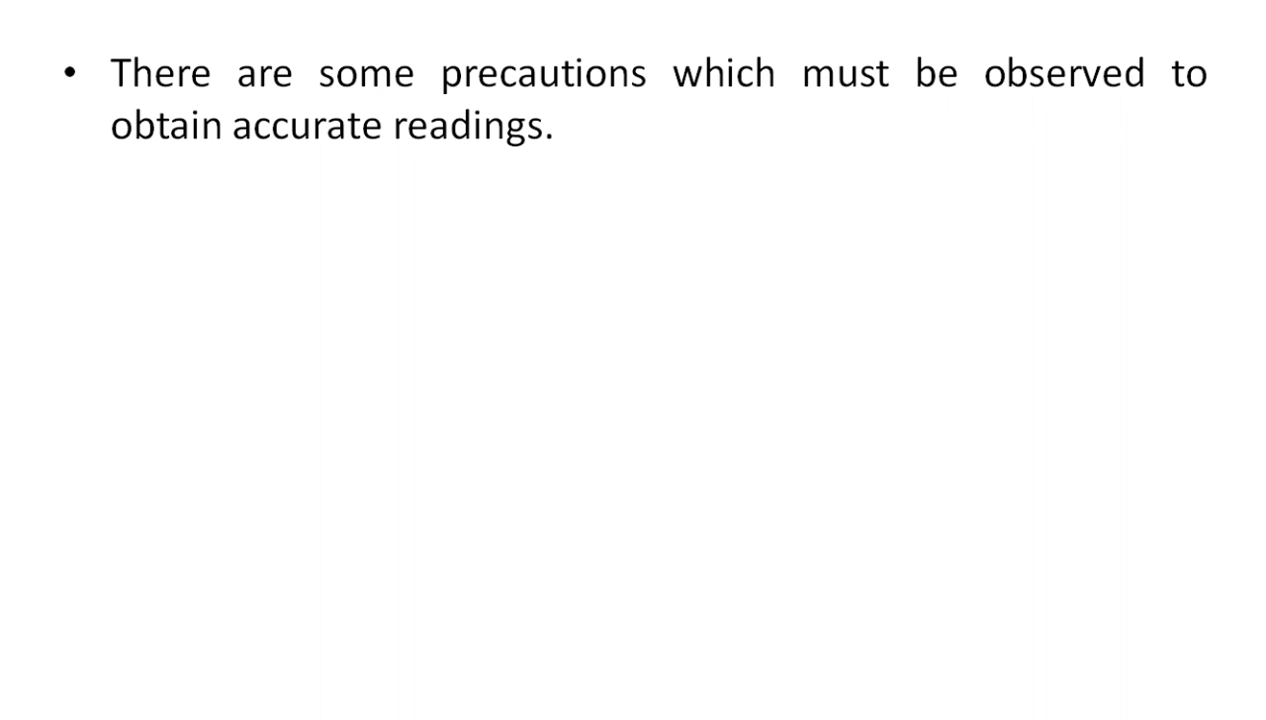 • There are some precautions which must be observed to
obtain accurate readings.